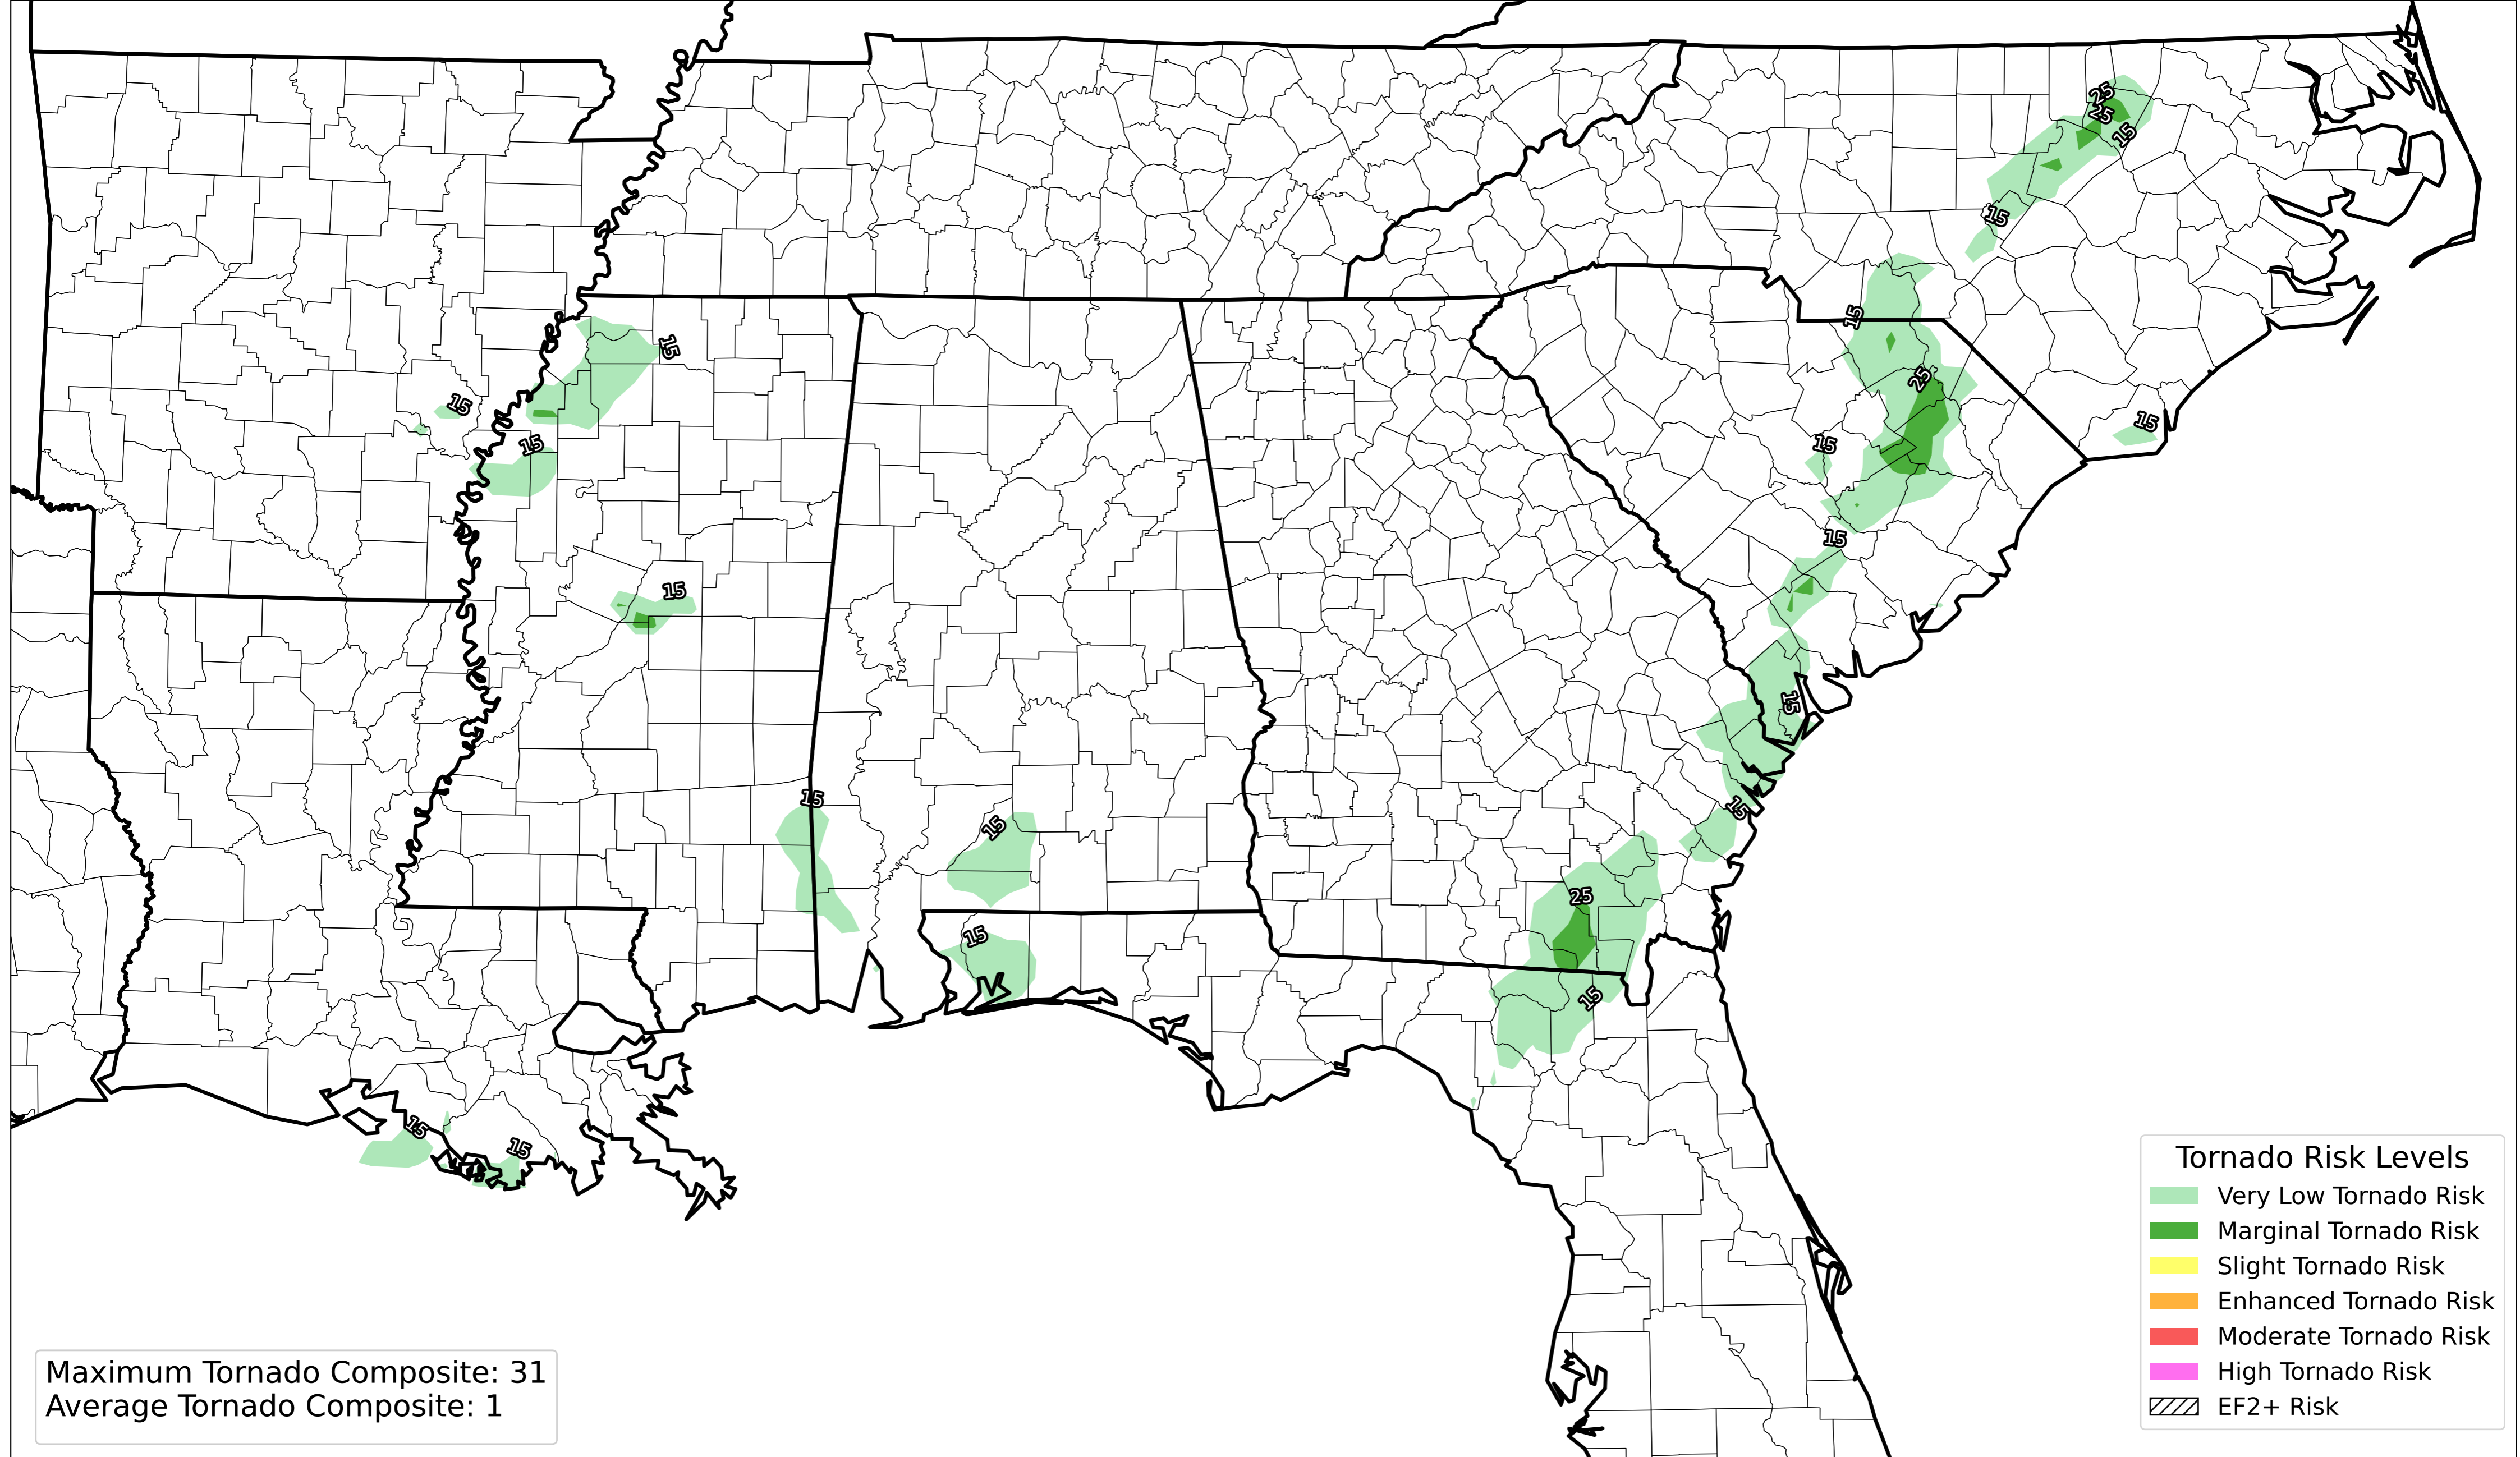 25
25
15
15
15
15
25
15
15
15
15
15
15
15
15
15
15
15
25
15
15
15
15
Tornado Risk Levels
Very Low Tornado Risk
Marginal Tornado Risk
Slight Tornado Risk
Enhanced Tornado Risk
Moderate Tornado Risk
High Tornado Risk
EF2+ Risk
Maximum Tornado Composite: 31
Average Tornado Composite: 1